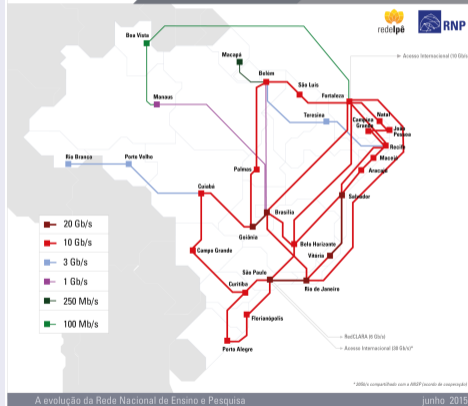 redeIpê
RNP
Acesso Internacional (10 Gb/s)
Boa Vista
Macapá
Belém
São Luís
Fortaleza
Manaus
Teresina
Campina
Grande
Natal
João
Pessoa
Recife
Maceió
Aracaju
Rio Branco
Porto Velho
Palmas
Cuiabá
Salvador
Brasília
Goiânia
Belo Horizonte
Vitória
Campo Grande
São Paulo
Rio de Janeiro
Curitiba
Florianópolis
Porto Alegre
20 Gb/s
10 Gb/s
3 Gb/s
1 Gb/s
250 Mb/s
100 Mb/s
RedCLARA (6 Gb/s)
Acesso Internacional
compartilhado com a
A evolução da Rede Nacional de Ensino e Pesquisa
junho 2015